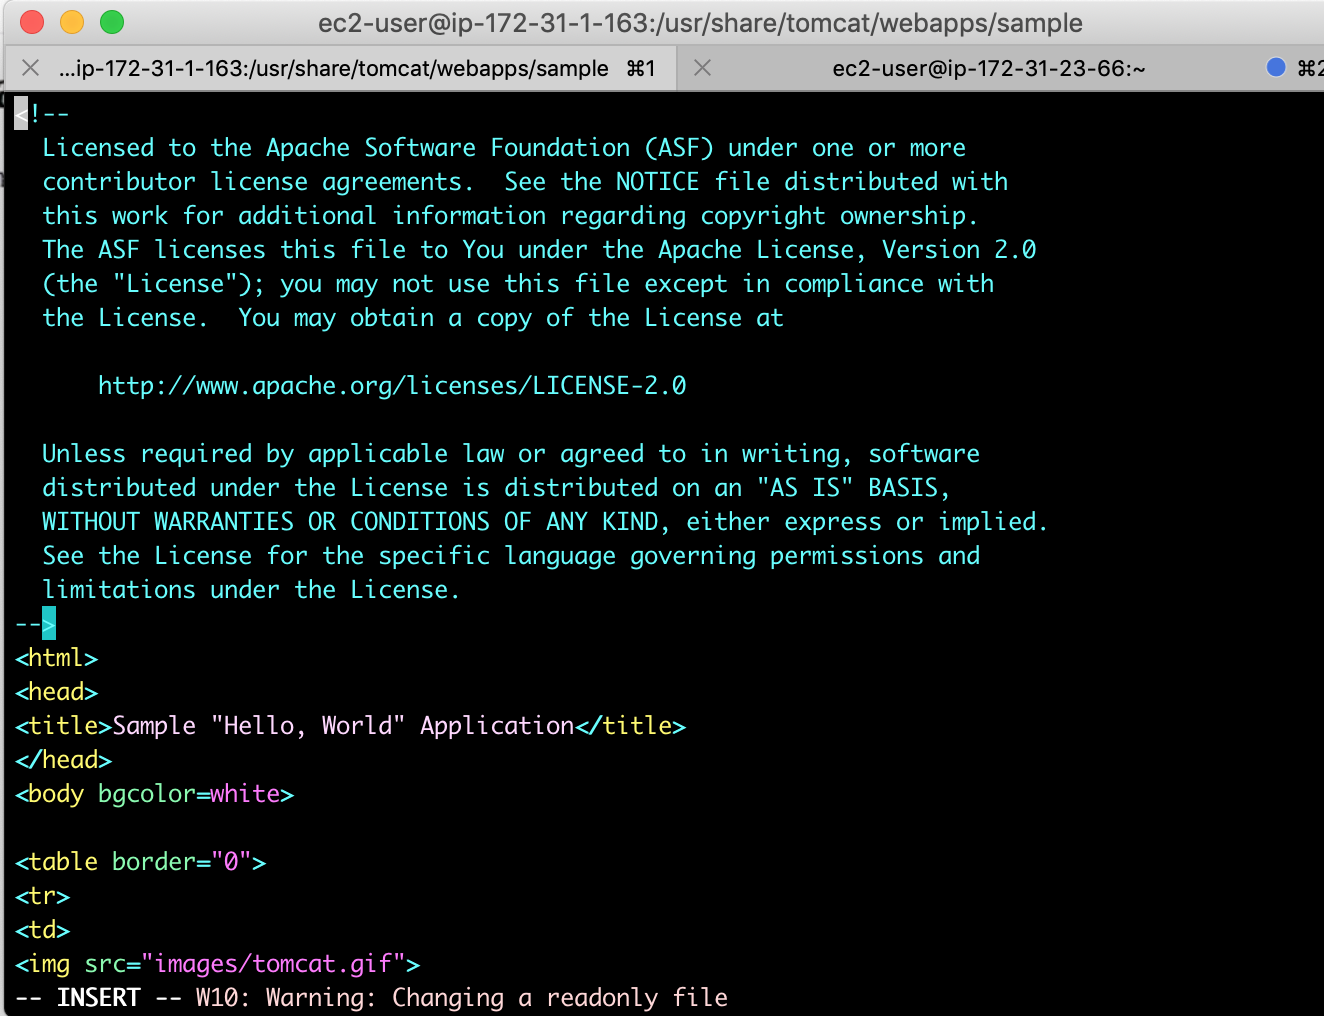 ec2-user@ip-172-31-1-163:/usr/share/tomcat/webapps/sample
...ip-172-31-1-163:/usr/share/tomcat/webapps/sample ⌘1
ec2-user@ip-172-31-23-66:~ ⌘2
<!--
  Licensed to the Apache Software Foundation (ASF) under one or more
  contributor license agreements.  See the NOTICE file distributed with
  this work for additional information regarding copyright ownership.
  The ASF licenses this file to You under the Apache License, Version 2.0
  (the "License"); you may not use this file except in compliance with
  the License.  You may obtain a copy of the License at

      http://www.apache.org/licenses/LICENSE-2.0

  Unless required by applicable law or agreed to in writing, software
  distributed under the License is distributed on an "AS IS" BASIS,
  WITHOUT WARRANTIES OR CONDITIONS OF ANY KIND, either express or implied.
  See the License for the specific language governing permissions and
  limitations under the License.
-->
<html>
<head>
<title>Sample "Hello, World" Application</title>
</head>
<body bgcolor=white>

<table border="0">
<tr>
<td>
<img src="images/tomcat.gif">
-- INSERT -- W10: Warning: Changing a readonly file